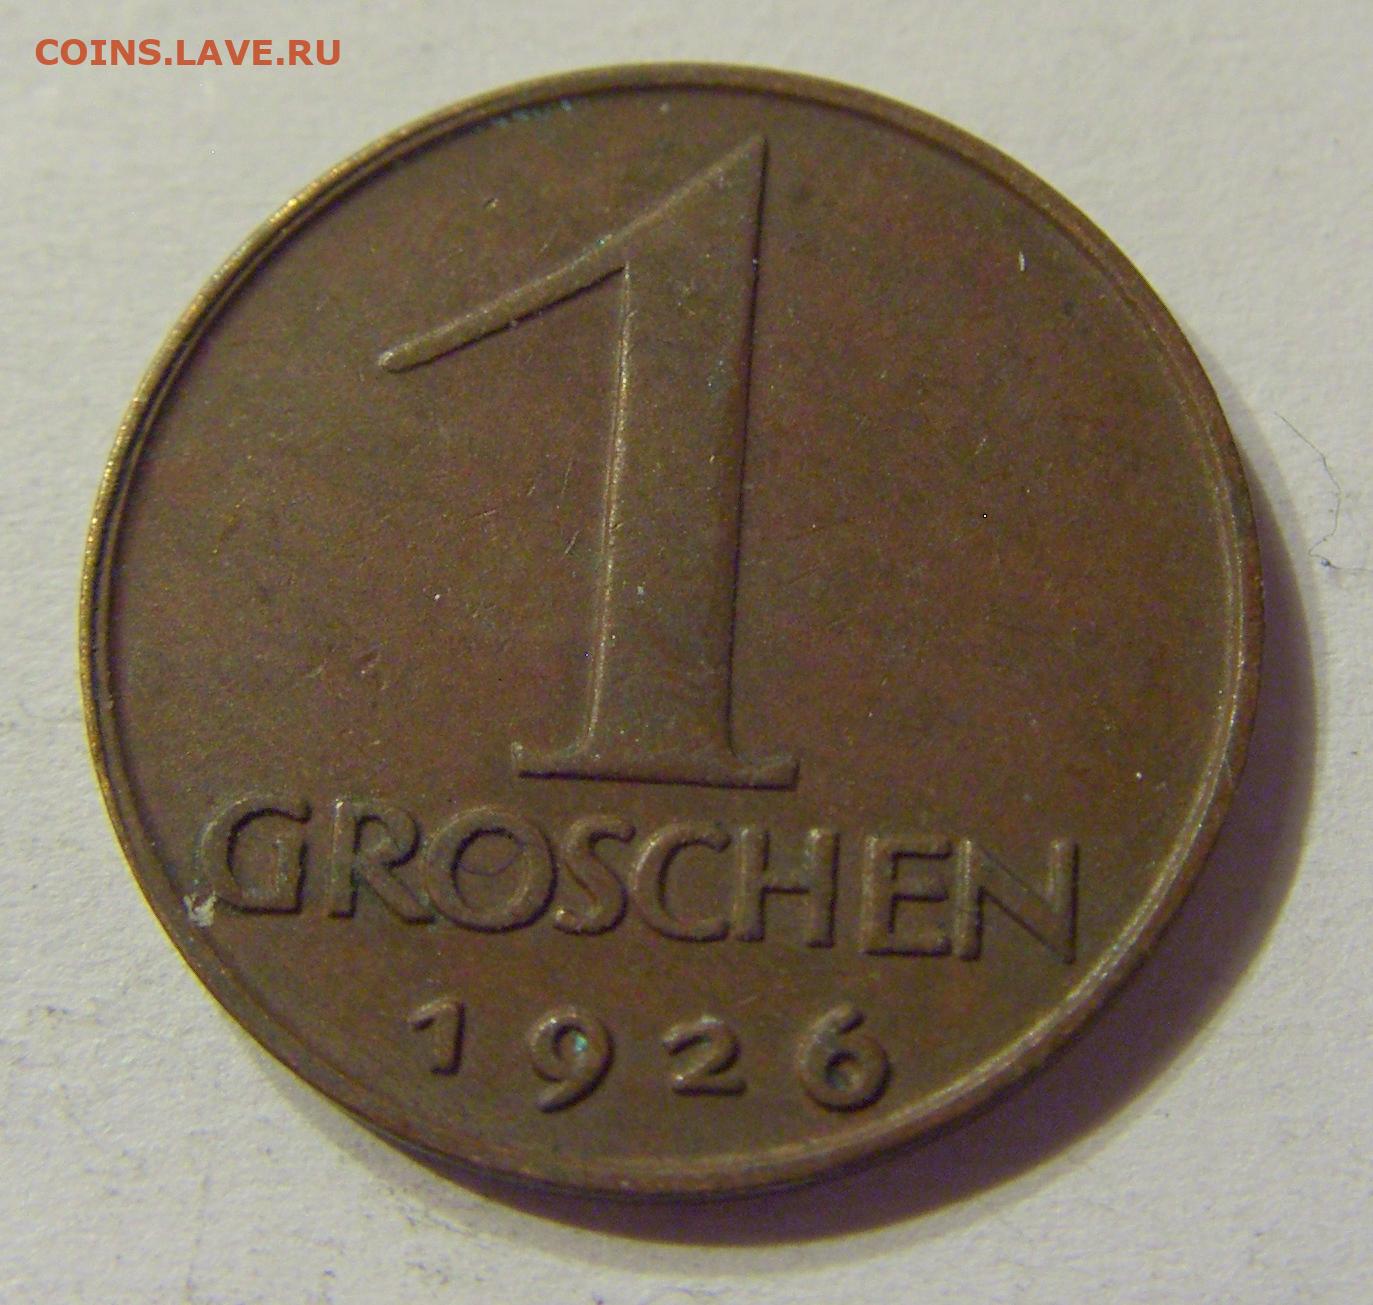 COINS.LAVE.RU
1
GROSCHEN
1926